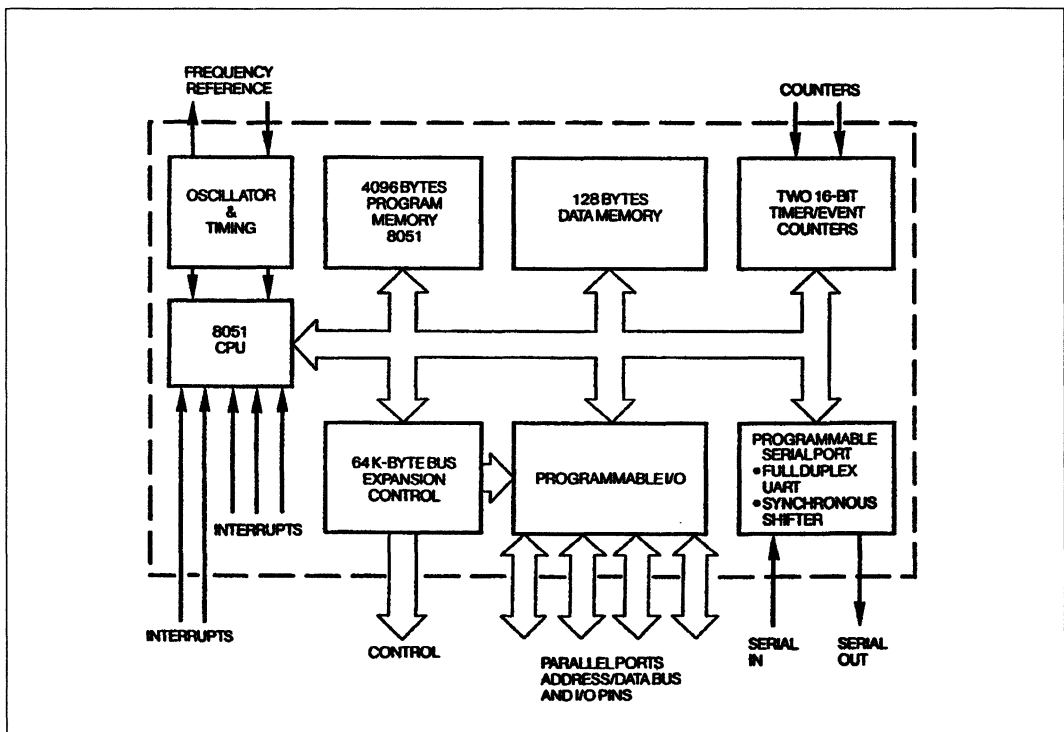 FREQUENCY
REFERENCE
COUNTERS
OSCILLATOR
&
TIMING
4096 BYTES
PROGRAM
MEMORY
8051
128 BYTES
DATA MEMORY
TWO 16-BIT
TIMER/EVENT
COUNTERS
8051
CPU
64 K-BYTE BUS
EXPANSION
CONTROL
PROGRAMMABLE I/O
PROGRAMMABLE
SERIAL PORT
• FULL DUPLEX
UART
• SYNCHRONOUS
SHIFTER
INTERRUPTS
INTERRUPTS
CONTROL
PARALLEL PORTS
ADDRESS/DATA BUS
AND I/O PINS
SERIAL
IN
SERIAL
OUT